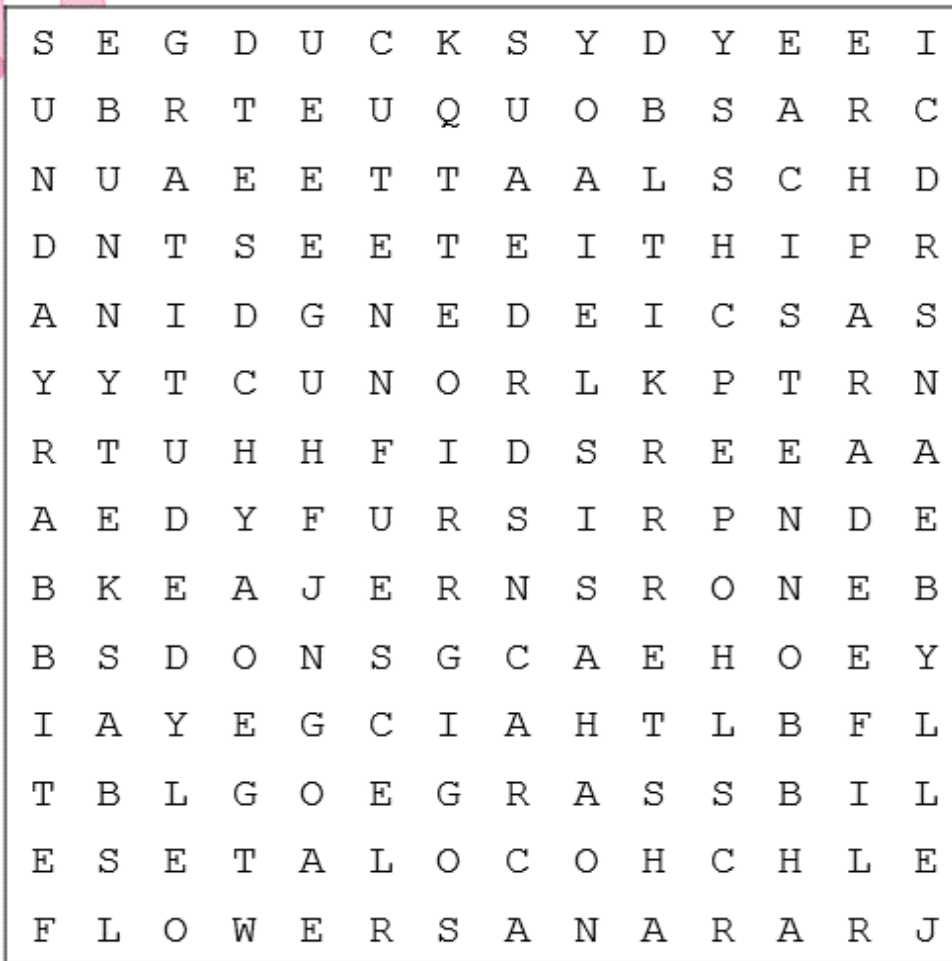 S E G D U C K S Y D Y E E I
U B R T E U Q U O B S A R C
N U A E E T T A A L S C H D
D N T S E E T E I T H I P R
A N I D G N E D E I C S A S
Y Y T C U N O R L K P T R N
R T U H H F I D S R E E A A
A E D Y F U R S I R P N D E
B K E A J E R N S R O N E B
B S D O N S G C A E H O E Y
I A Y E G C I A H T L B F L
T B L G O E G R A S S B I L
E S E T A L O C O H C H L E
F L O W E R S A N A R A R J